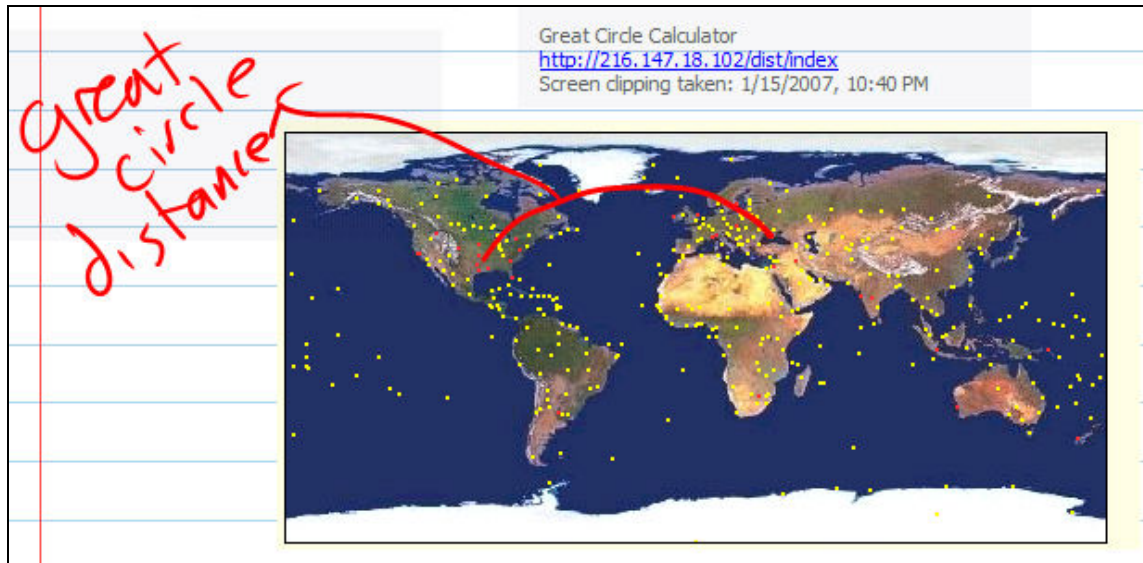 Great Circle Calculator
http://216.147.18.102/dist/index
Screen clipping taken: 1/15/2007, 10:40 PM
great
circle
distance